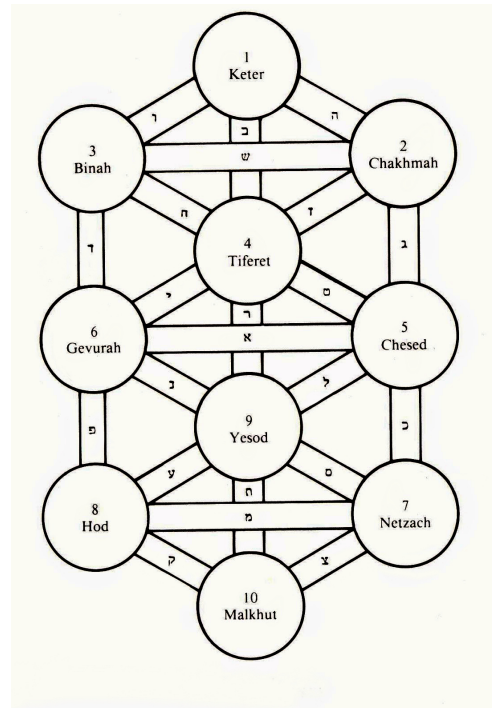 1
Keter
ו
ה
ב
3
Binah
ש
2
Chakhmah
ח
ז
4
Tiferet
ד
ג
י
ט
ר
6
Gevurah
א
5
Chesed
נ
ל
9
Yesod
פ
כ
ע
ס
ת
8
Hod
מ
7
Netzach
ק
צ
10
Malkhut